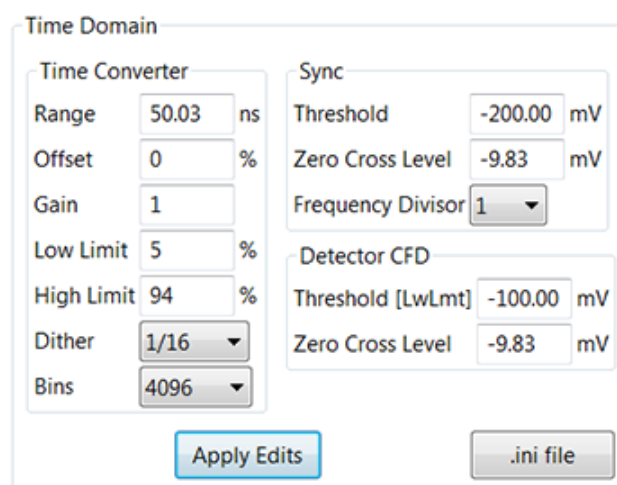 Time Domain
Time Converter
Range 50.03 ns
Offset 0 %
Gain 1
Low Limit 5 %
High Limit 94 %
Dither 1/16
Bins 4096
Sync
Threshold -200.00 mV
Zero Cross Level -9.83 mV
Frequency Divisor 1
Detector CFD
Threshold [LwLmt] -100.00 mV
Zero Cross Level -9.83 mV
Apply Edits
.ini file